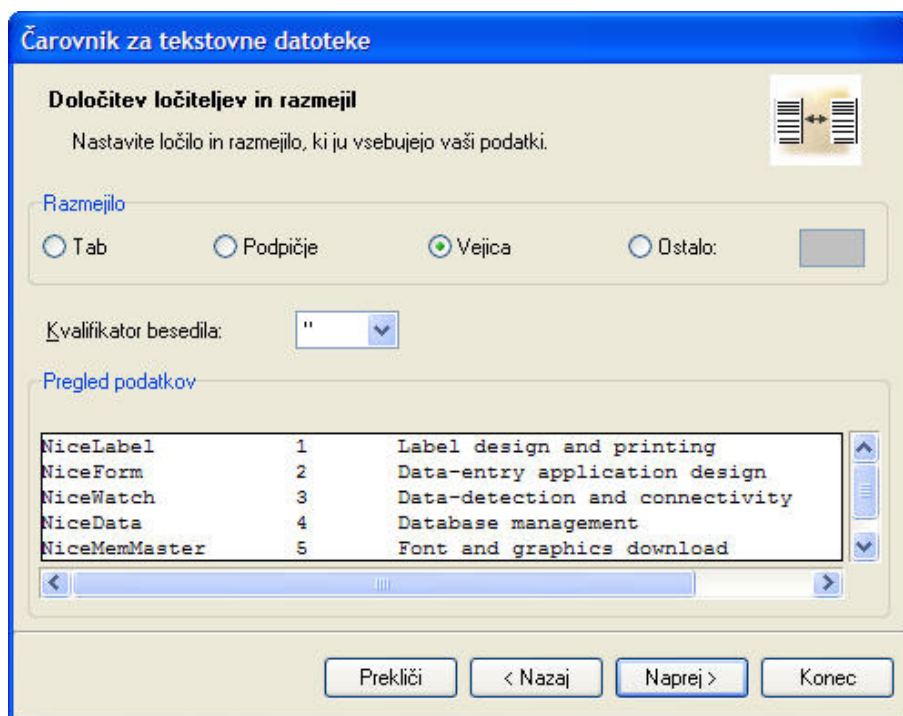 Čarovnik za tekstovne datoteke
Določitev ločiteljev in razmejil
Nastavite ločilo in razmejilo, ki ju vsebujejo vaši podatki.
Razmejilo
Tab Podpičje Vejica Ostalo:
Kvalifikator besedila: "
Pregled podatkov
NiceLabel 1 Label design and printing
NiceForm 2 Data-entry application design
NiceWatch 3 Data-detection and connectivity
NiceData 4 Database management
NiceMemMaster 5 Font and graphics download
Prekliči < Nazaj Naprej > Konec